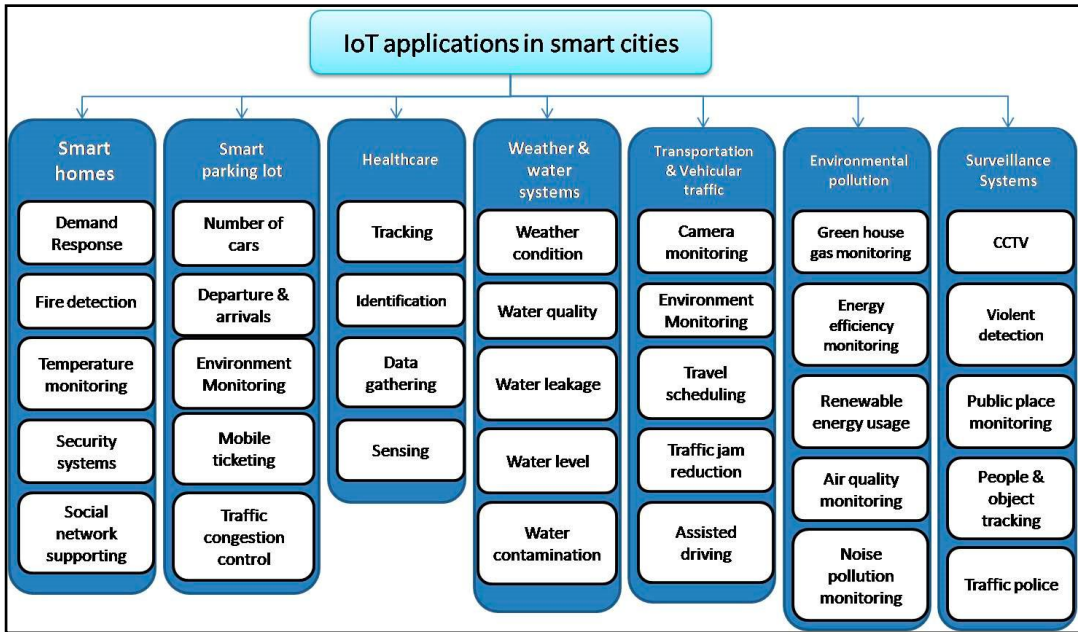 IoT applications in smart cities
Smart
homes
Demand
Response
Fire detection
Temperature
monitoring
Security
systems
Social
network
supporting
Smart
parking lot
Number of
cars
Departure &
arrivals
Environment
Monitoring
Mobile
ticketing
Traffic
congestion
control
Healthcare
Tracking
Identification
Data
gathering
Sensing
Weather &
water
systems
Weather
condition
Water quality
Water leakage
Water level
Water
contamination
Transportation
& Vehicular
traffic
Camera
monitoring
Environment
Monitoring
Travel
scheduling
Traffic jam
reduction
Assisted
driving
Environmental
pollution
Green house
gas monitoring
Energy
efficiency
monitoring
Renewable
energy usage
Air quality
monitoring
Noise
pollution
monitoring
Surveillance
Systems
CCTV
Violent
detection
Public place
monitoring
People &
object
tracking
Traffic police